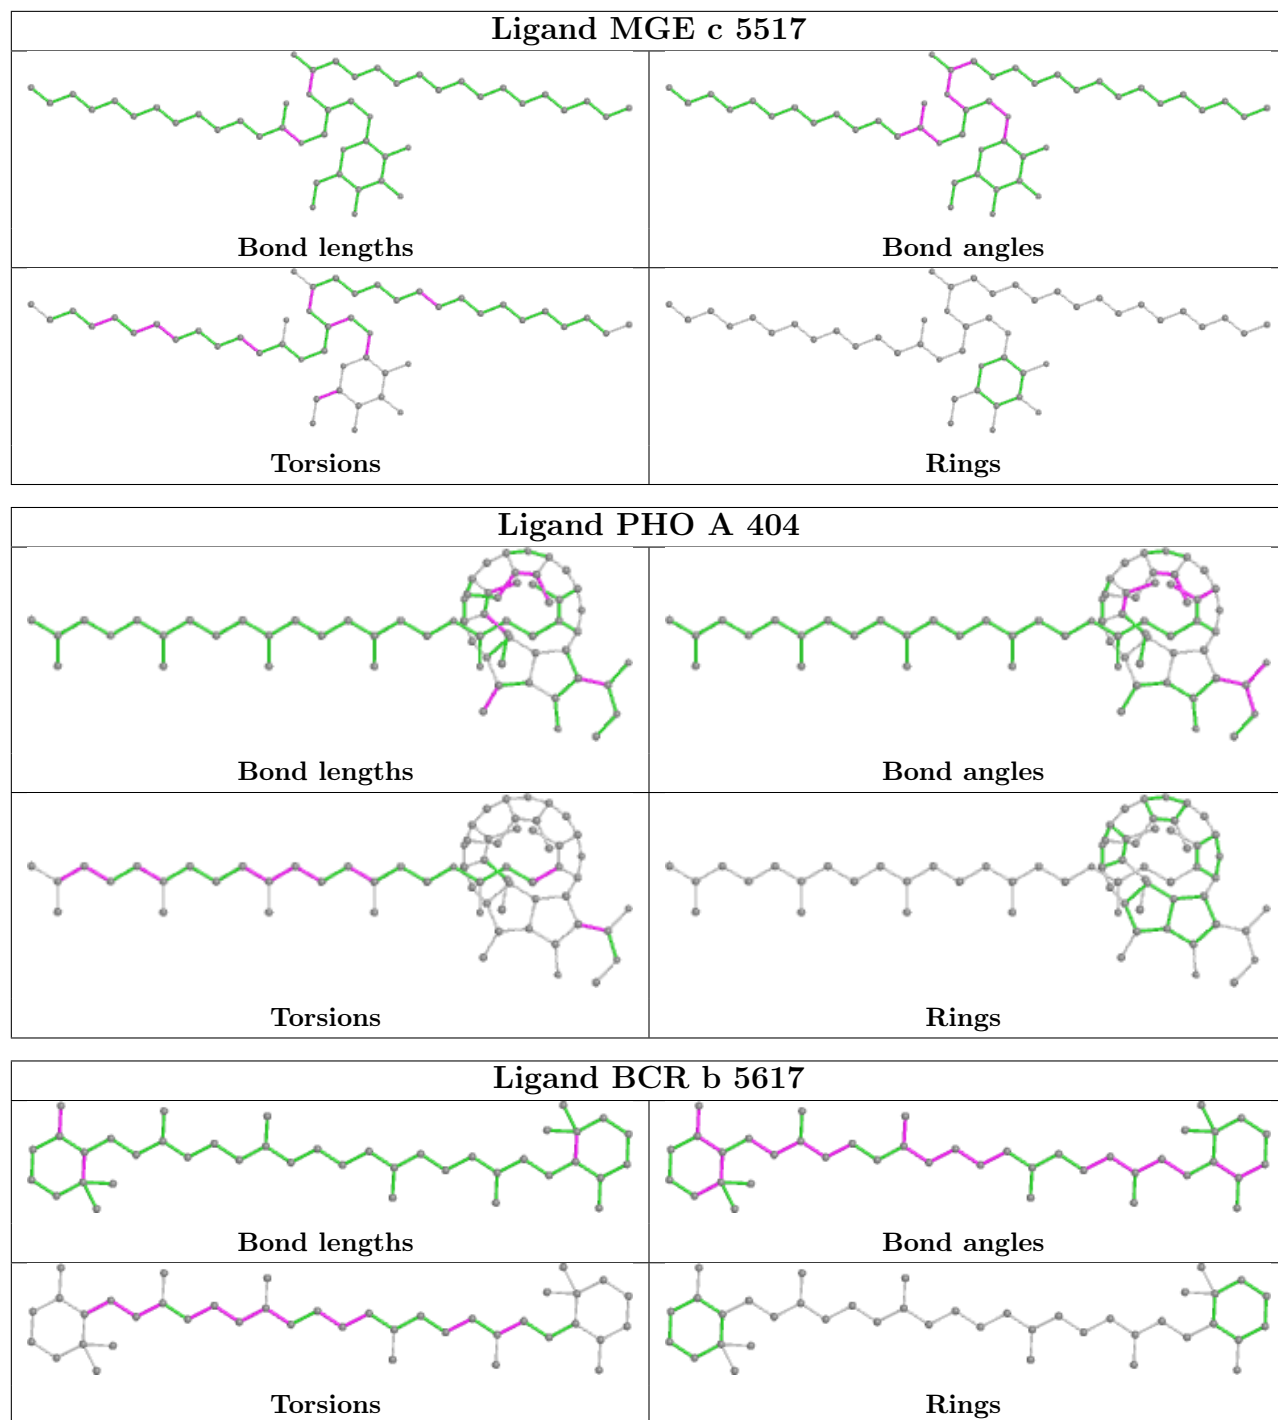 Ligand MGE c 5517
Bond lengths
Bond angles
Torsions
Rings
Ligand PHO A 404
Bond lengths
Bond angles
Torsions
Rings
Ligand BCR b 5617
Bond lengths
Bond angles
Torsions
Rings